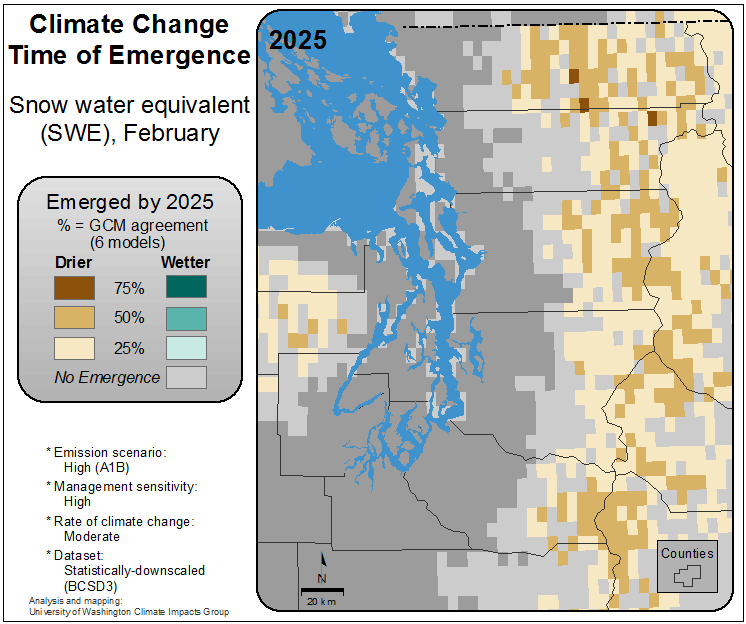 Climate Change
Time of Emergence
Snow water equivalent
(SWE), February
Emerged by 2025
% = GCM agreement
(6 models)
Drier Wetter
75%
50%
25%
No Emergence
* Emission scenario:
High (A1B)
* Management sensitivity:
High
* Rate of climate change:
Moderate
* Dataset:
Statistically-downscaled
(BCSD3)
Analysis and mapping:
University of Washington Climate Impacts Group
2025
N
20 km
Counties